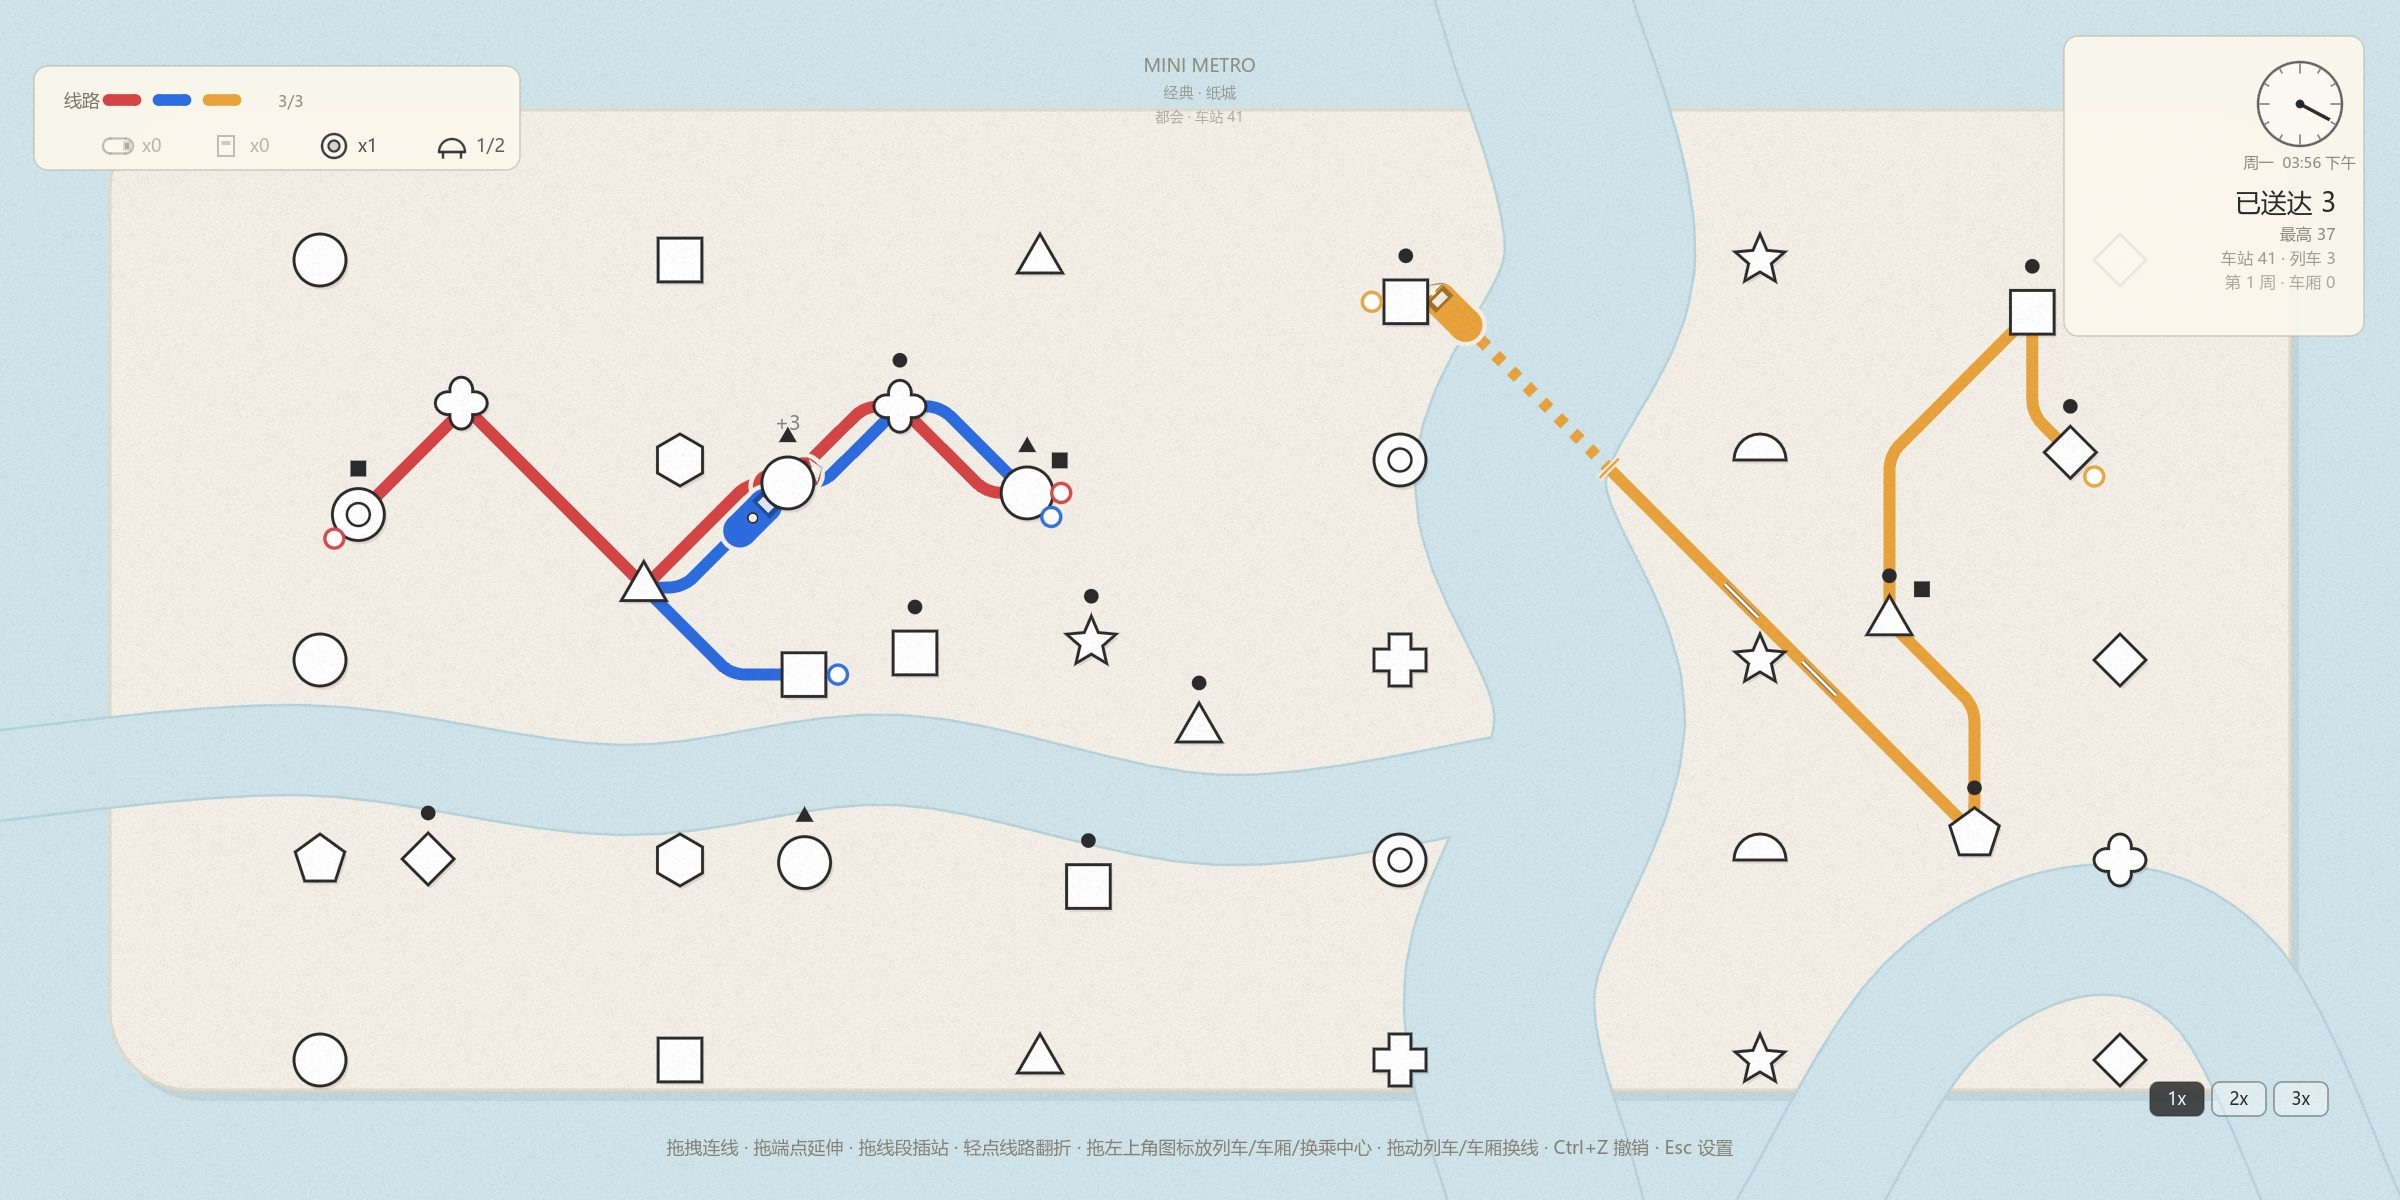 线路 3/3
x0 x0 x1 1/2
MINI METRO
经典 · 纸城
都会 · 车站 41
周一 03:56 下午
已送达 3
最高 37
车站 41 · 列车 3
第 1 周 · 车厢 0
+3
1x 2x 3x
拖拽连线 · 拖端点延伸 · 拖线段插站 · 轻点线路翻折 · 拖左上角图标放列车/车厢/换乘中心 · 拖动列车/车厢换线 · Ctrl+Z 撤销 · Esc 设置